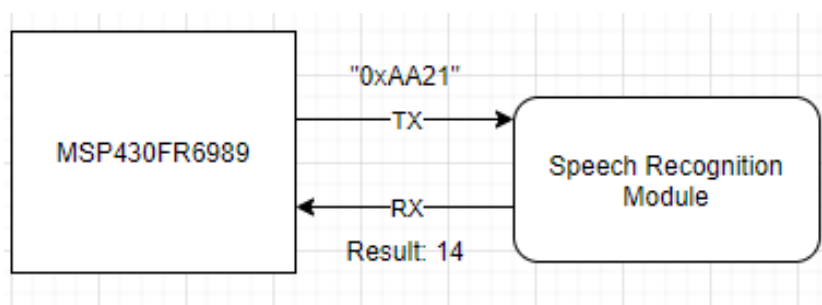 "0xAA21"
TX
MSP430FR6989
Speech Recognition
Module
RX
Result: 14